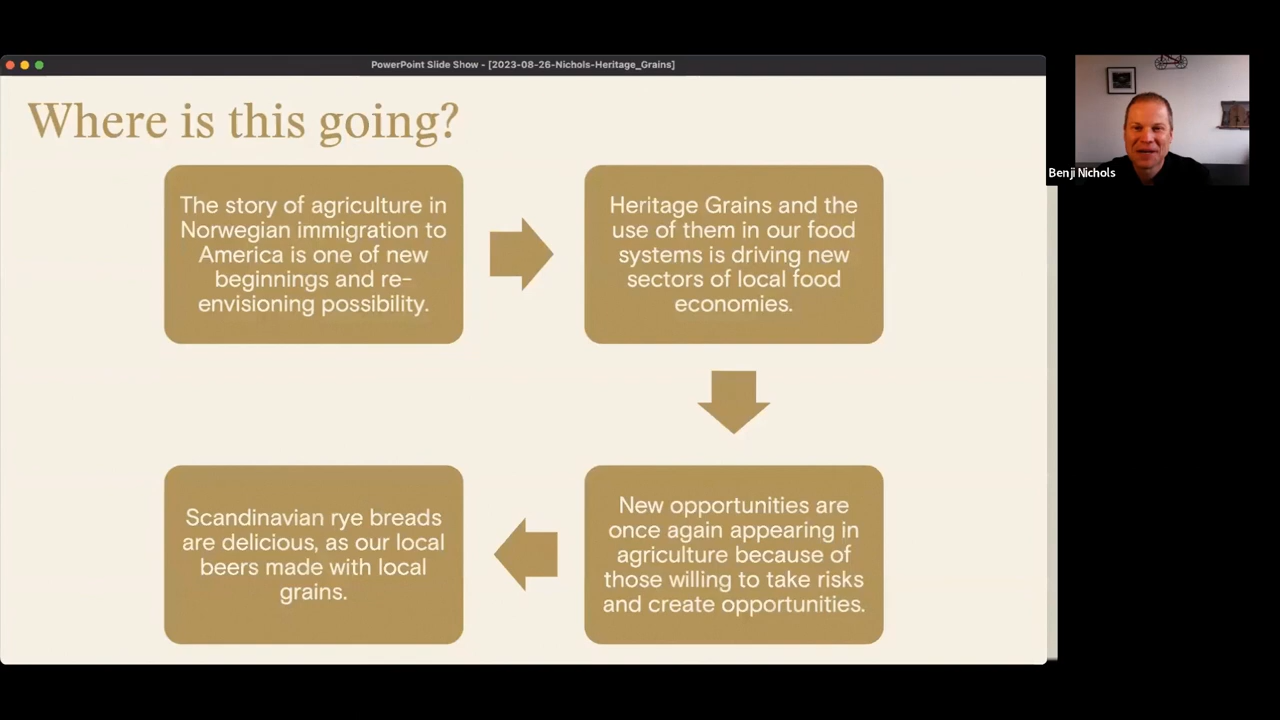 PowerPoint Slide Show - [2023-08-26-Nichols-Heritage_Grains]
Where is this going?
The story of agriculture in
Norwegian immigration to
America is one of new
beginnings and re-
envisioning possibility.
Heritage Grains and the
use of them in our food
systems is driving new
sectors of local food
economies.
New opportunities are
once again appearing in
agriculture because of
those willing to take risks
and create opportunities.
Scandinavian rye breads
are delicious, as our local
beers made with local
grains.
Benji Nichols